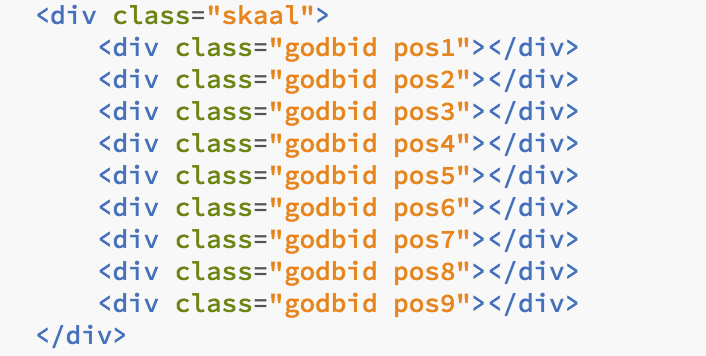 <div class="skaal">
<div class="godbid pos1"></div>
<div class="godbid pos2"></div>
<div class="godbid pos3"></div>
<div class="godbid pos4"></div>
<div class="godbid pos5"></div>
<div class="godbid pos6"></div>
<div class="godbid pos7"></div>
<div class="godbid pos8"></div>
<div class="godbid pos9"></div>
</div>